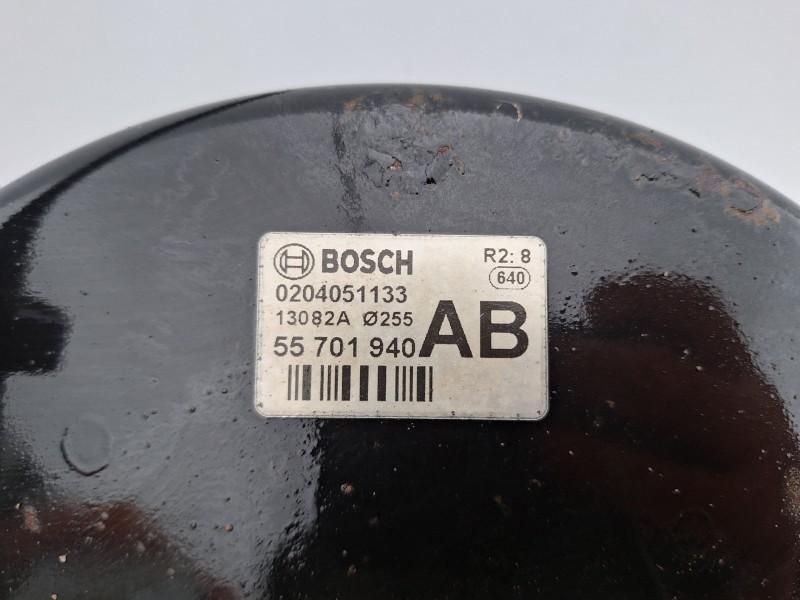 BOSCH R2: 8
0204051133 640
13082A Ø255
55 701 940 AB